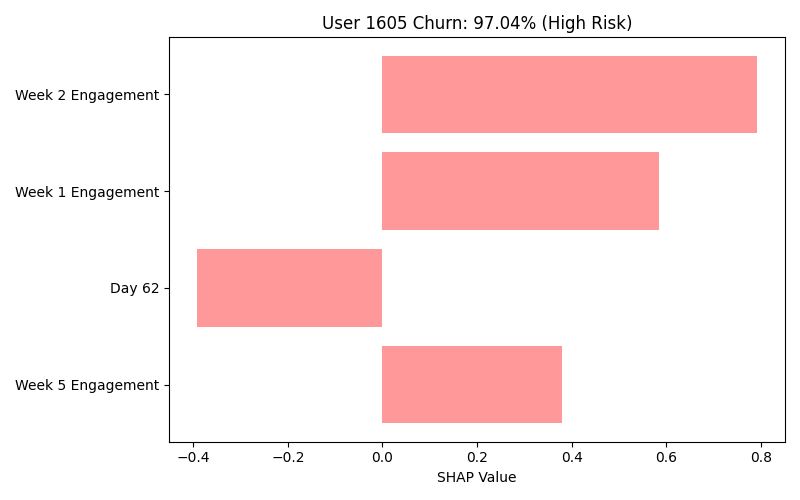 User 1605 Churn: 97.04% (High Risk)
Week 2 Engagement
Week 1 Engagement
Day 62
Week 5 Engagement
−0.4 −0.2 0.0 0.2 0.4 0.6 0.8
SHAP Value